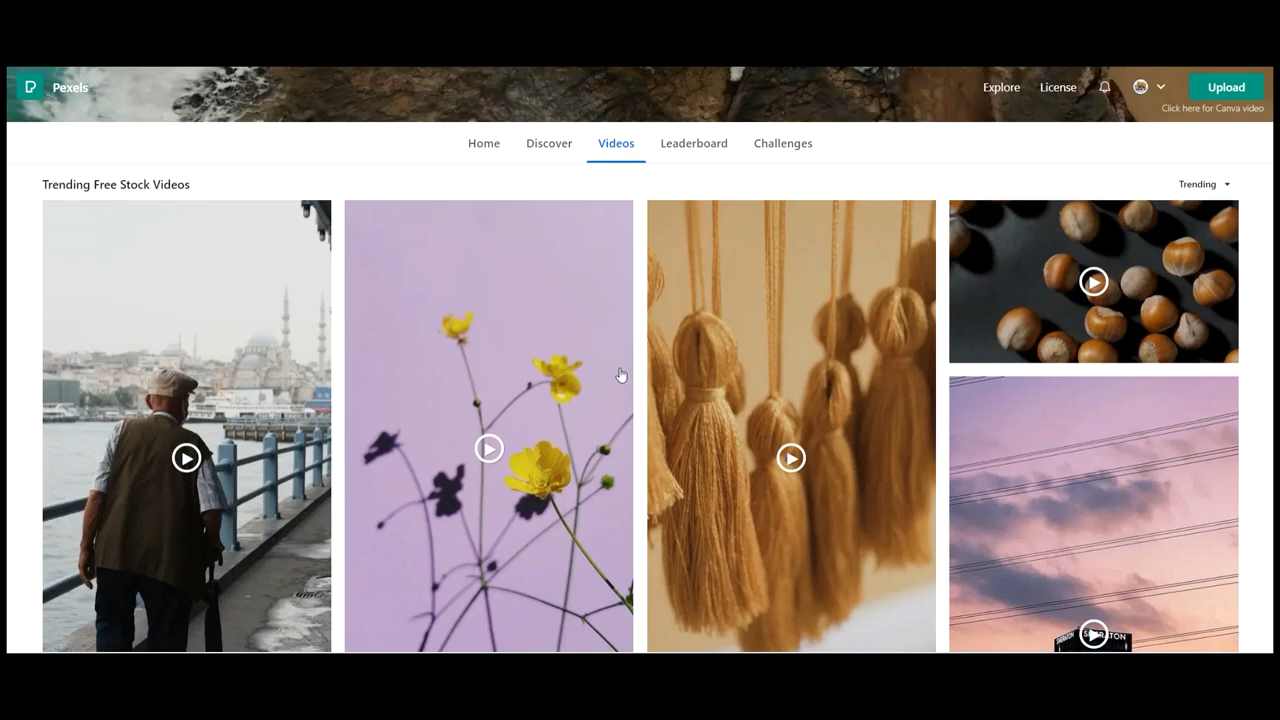 Pexels
Explore
License
Upload
Click here for Canva video
Home
Discover
Videos
Leaderboard
Challenges
Trending Free Stock Videos
Trending
SHERATON